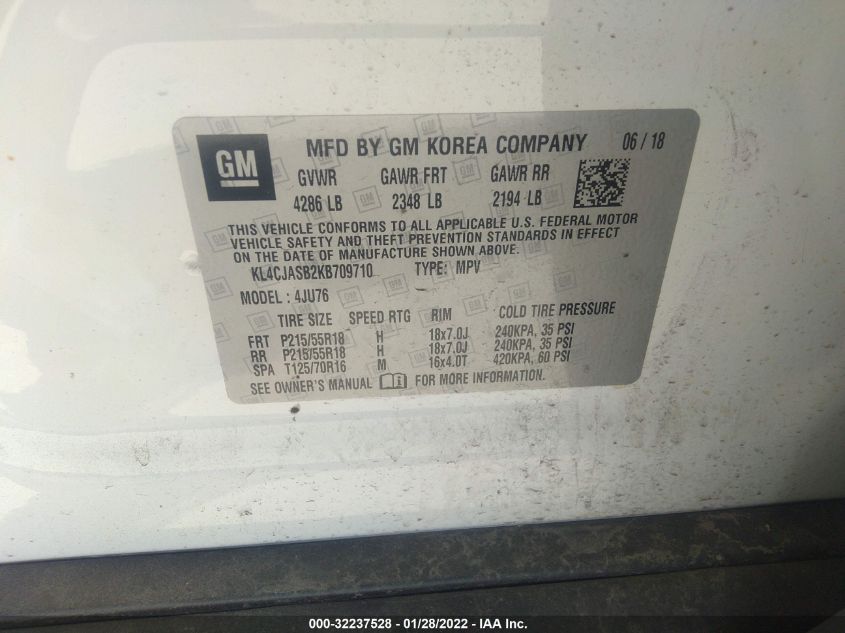 GM MFD BY GM KOREA COMPANY 06 / 18
GVWR GAWR FRT GAWR RR
4286 LB 2348 LB 2194 LB
THIS VEHICLE CONFORMS TO ALL APPLICABLE U.S. FEDERAL MOTOR
VEHICLE SAFETY AND THEFT PREVENTION STANDARDS IN EFFECT
ON THE DATE OF MANUFACTURE SHOWN ABOVE.
KL4CJASB2KB709710 TYPE: MPV
MODEL : 4JU76
TIRE SIZE SPEED RTG RIM COLD TIRE PRESSURE
FRT P215/55R18 H 18x7.0J 240KPA, 35 PSI
RR P215/55R18 H 18x7.0J 240KPA, 35 PSI
SPA T125/70R16 M 16x4.0T 420KPA, 60 PSI
SEE OWNER'S MANUAL FOR MORE INFORMATION.
000-32237528 - 01/28/2022 - IAA Inc.